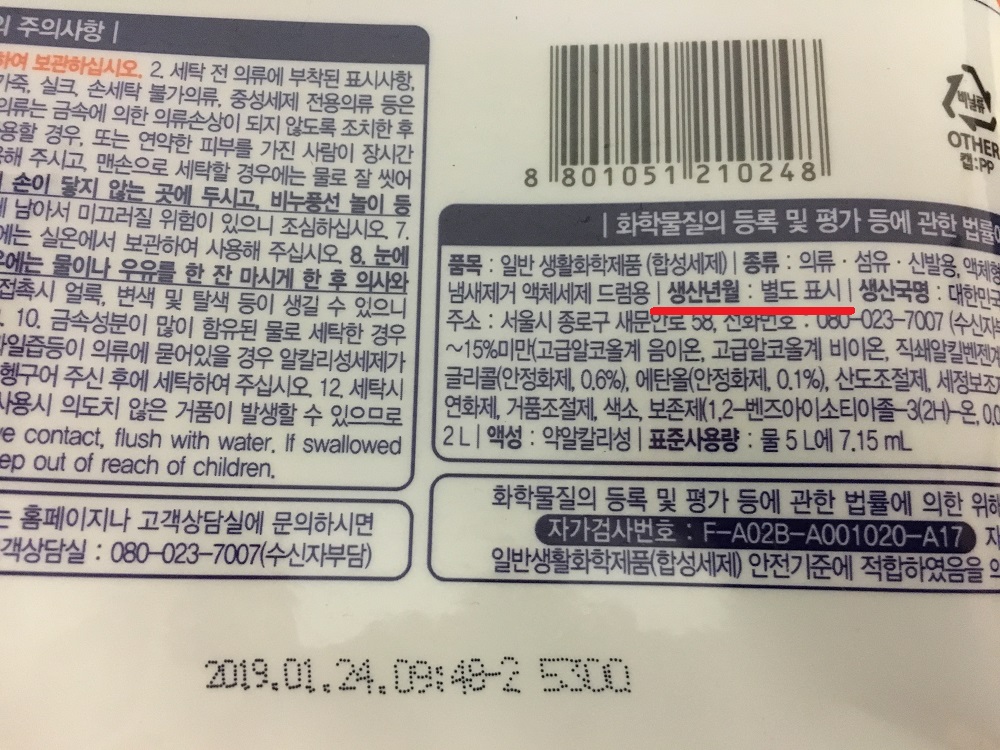 의 주의사항 |
하여 보관하십시오. 2. 세탁 전 의류에 부착된 표시사항,
가죽, 실크, 손세탁 불가의류, 중성세제 전용의류 등은
의류는 금속에 의한 의류손상이 되지 않도록 조치한 후
용할 경우, 또는 연약한 피부를 가진 사람이 장시간
해 주시고, 맨손으로 세탁할 경우에는 물로 잘 씻어
손이 닿지 않는 곳에 두시고, 비누풍선 놀이 등
남아서 미끄러질 위험이 있으니 조심하십시오. 7.
에는 실온에서 보관하여 사용해 주십시오. 8. 눈에
에는 물이나 우유를 한 잔 마시게 한 후 의사와
접촉시 얼룩, 변색 및 탈색 등이 생길 수 있으니
10. 금속성분이 많이 함유된 물로 세탁한 경우
과일즙등이 의류에 묻어있을 경우 알칼리성세제가
헹구어 주신 후에 세탁하여 주십시오. 12. 세탁시
사용시 의도치 않은 거품이 발생할 수 있으므로
ve contact, flush with water. If swallowed
ep out of reach of children.
는 홈페이지나 고객상담실에 문의하시면
객상담실 : 080-023-7007(수신자부담)
8 801051 210248
비닐류
OTHER
캡:PP
| 화학물질의 등록 및 평가 등에 관한 법률에
품목 : 일반 생활화학제품 (합성세제) | 종류 : 의류 · 섬유 · 신발용, 액체형
냄새제거 액체세제 드럼용 | 생산년월 : 별도 표시 | 생산국명 : 대한민국
주소 : 서울시 종로구 새문안로 58, 전화번호 : 080-023-7007 (수신자
~15%미만(고급알코올계 음이온, 고급알코올계 비이온, 직쇄알킬벤젠계
글리콜(안정화제, 0.6%), 에탄올(안정화제, 0.1%), 산도조절제, 세정보조
연화제, 거품조절제, 색소, 보존제(1,2-벤즈아이소티아졸-3(2H)-온, 0.0
2 L | 액성 : 약알칼리성 | 표준사용량 : 물 5 L에 7.15 mL
화학물질의 등록 및 평가 등에 관한 법률에 의한 위해
자가검사번호 : F-A02B-A001020-A17 자
일반생활화학제품(합성세제) 안전기준에 적합하였음을 의
2019.01.24.09:48-2 5300